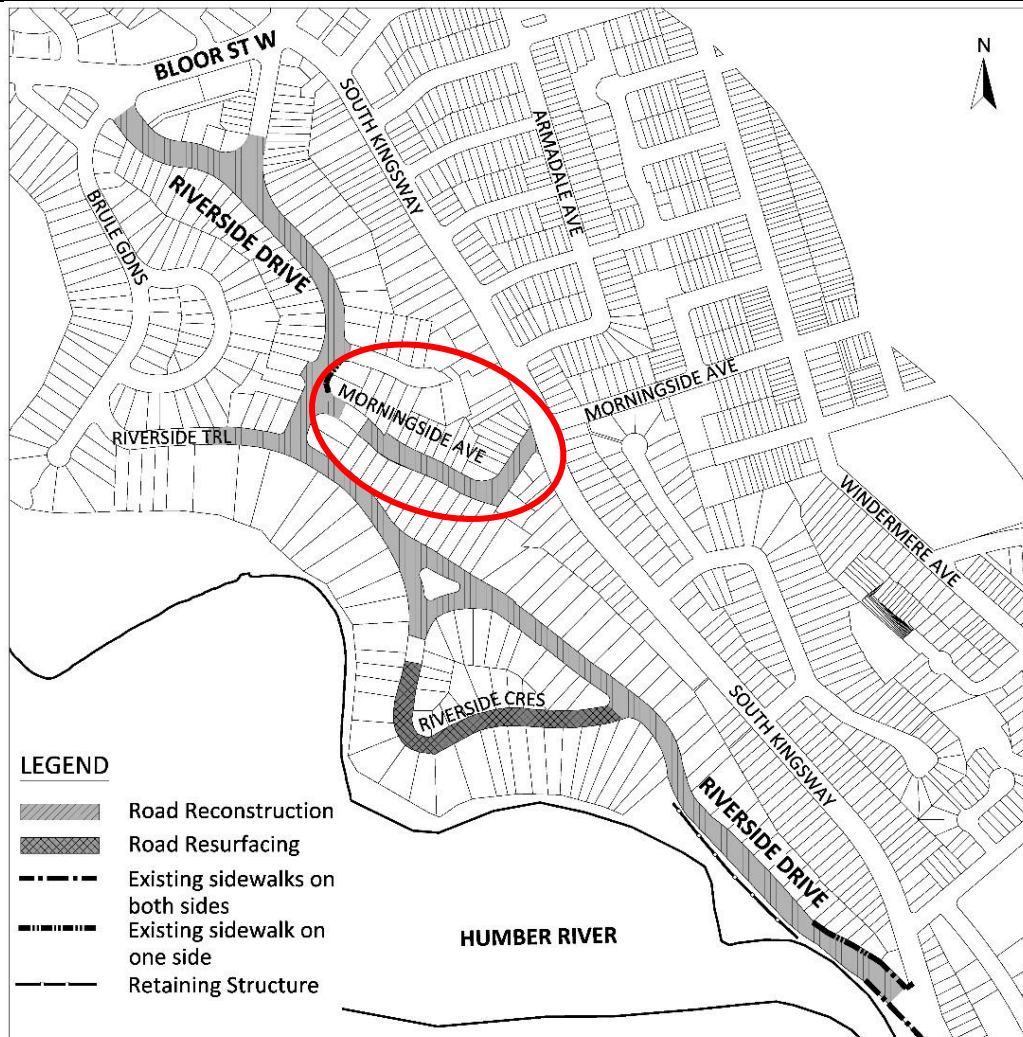 BLOOR ST W
N
SOUTH KINGSWAY
ARMADALE AVE
RIVERSIDE DRIVE
BRULE GDNS
MORNINGSIDE AVE
MORNINGSIDE AVE
RIVERSIDE TRL
WINDERMERE AVE
RIVERSIDE CRES
SOUTH KINGSWAY
RIVERSIDE DRIVE
HUMBER RIVER
LEGEND
Road Reconstruction
Road Resurfacing
Existing sidewalks on
both sides
Existing sidewalk on
one side
Retaining Structure